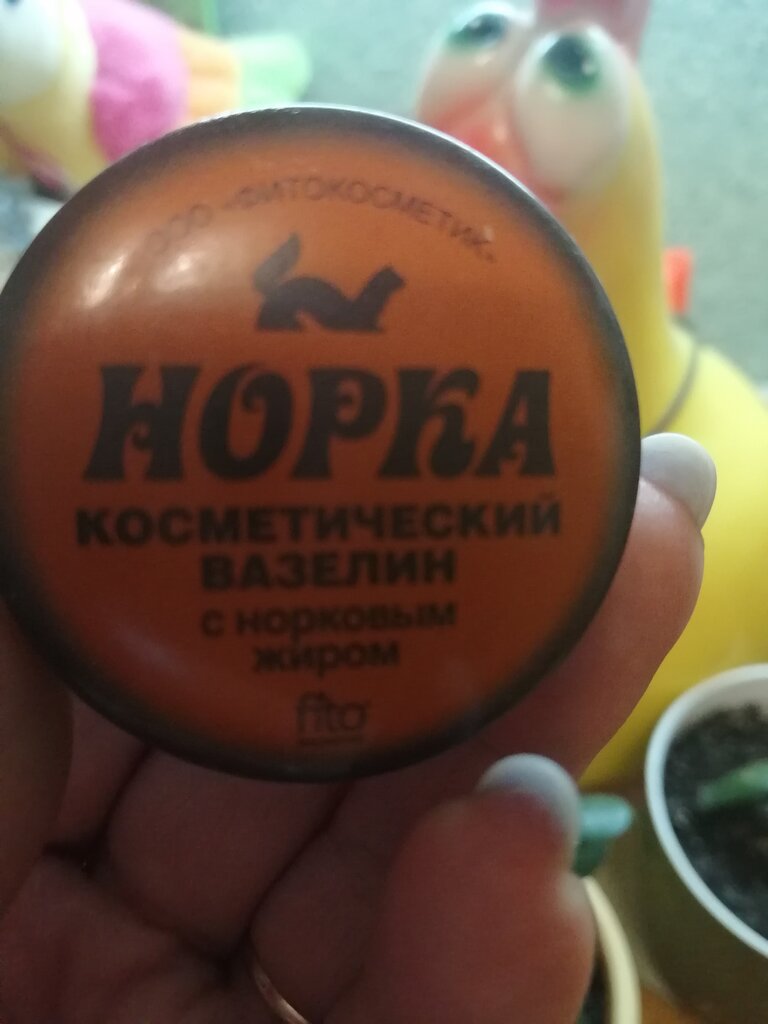 ООО «ФИТОКОСМЕТИК»
НОРКА
КОСМЕТИЧЕСКИЙ
ВАЗЕЛИН
с норковым
жиром
fito